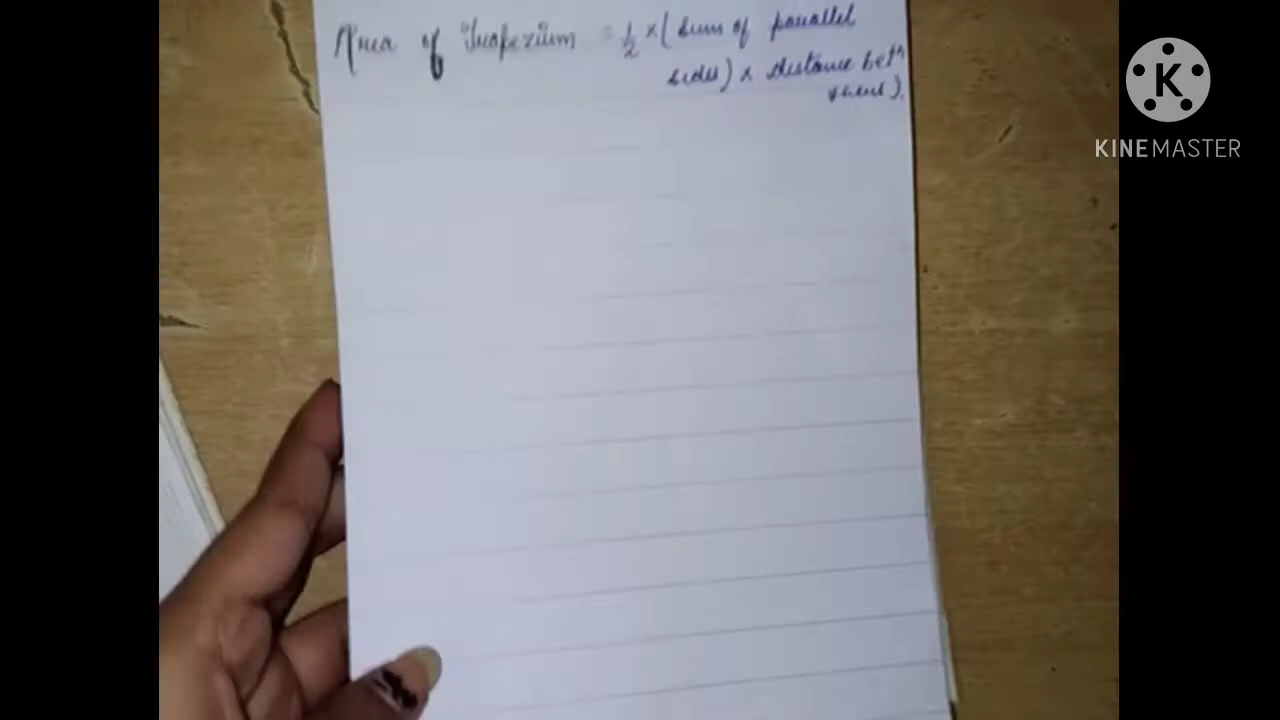 Area of Trapezium = 1/2 × ( Sum of parallel
sides ) × distance betn
them ).
KINEMASTER